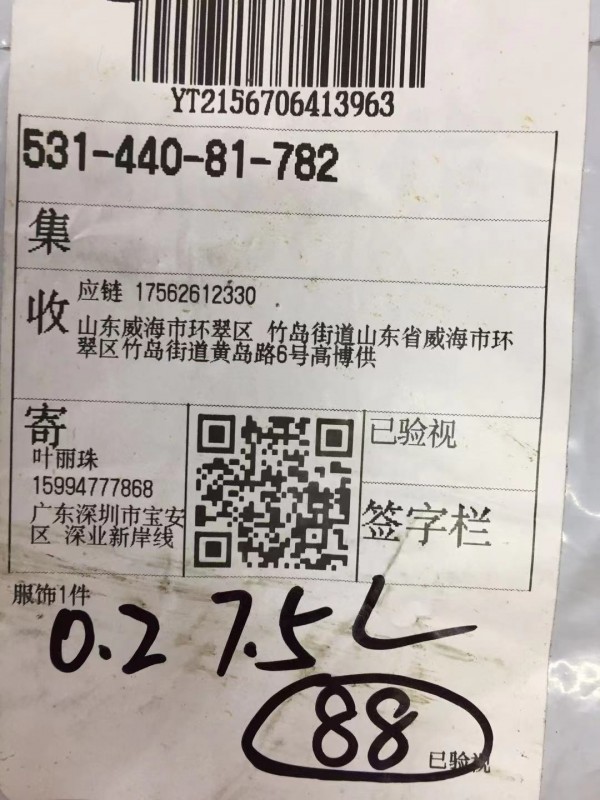 YT2156706413963
531-440-81-782
集
收
应链 17562612330
山东威海市环翠区 竹岛街道山东省威海市环
翠区竹岛街道黄岛路6号高博供
寄
叶丽珠
15994777868
广东深圳市宝安
区 深业新岸线
已验视
签字栏
服饰1件
0.2 7.5 L
88
已验视